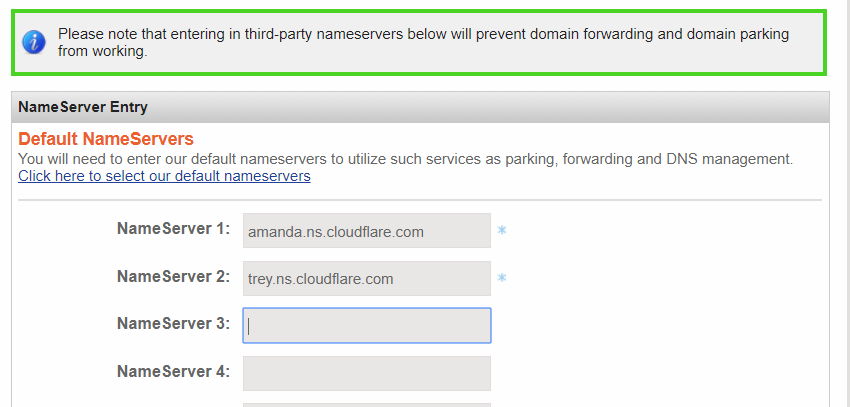 Please note that entering in third-party nameservers below will prevent domain forwarding and domain parking
from working.
NameServer Entry
Default NameServers
You will need to enter our default nameservers to utilize such services as parking, forwarding and DNS management.
Click here to select our default nameservers
NameServer 1: amanda.ns.cloudflare.com *
NameServer 2: trey.ns.cloudflare.com *
NameServer 3:
NameServer 4: